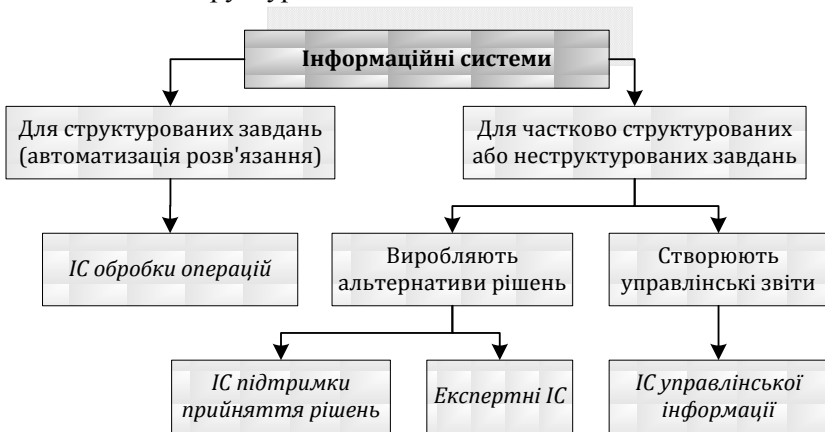 Інформаційні системи
Для структурованих завдань
(автоматизація розв'язання)
Для частково структурованих
або неструктурованих завдань
ІС обробки операцій
Виробляють
альтернативи рішень
Створюють
управлінські звіти
ІС підтримки
прийняття рішень
Експертні ІС
ІС управлінської
інформації